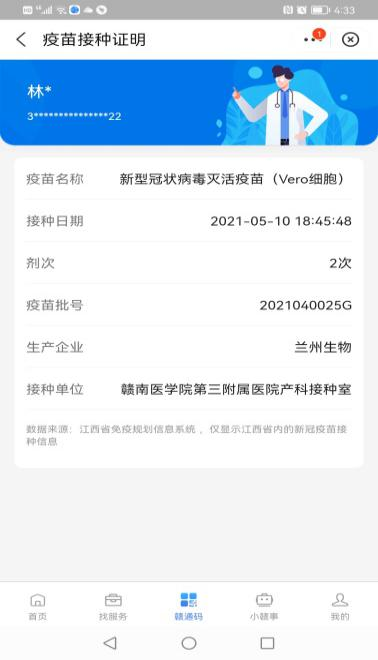 4:33
疫苗接种证明
1
林*
3***************22
疫苗名称 新型冠状病毒灭活疫苗（Vero细胞）
接种日期 2021-05-10 18:45:48
剂次 2次
疫苗批号 2021040025G
生产企业 兰州生物
接种单位 赣南医学院第三附属医院产科接种室
数据来源：江西省免疫规划信息系统 ，仅显示江西省内的新冠疫苗接
种信息
首页 找服务 赣通码 小赣事 我的